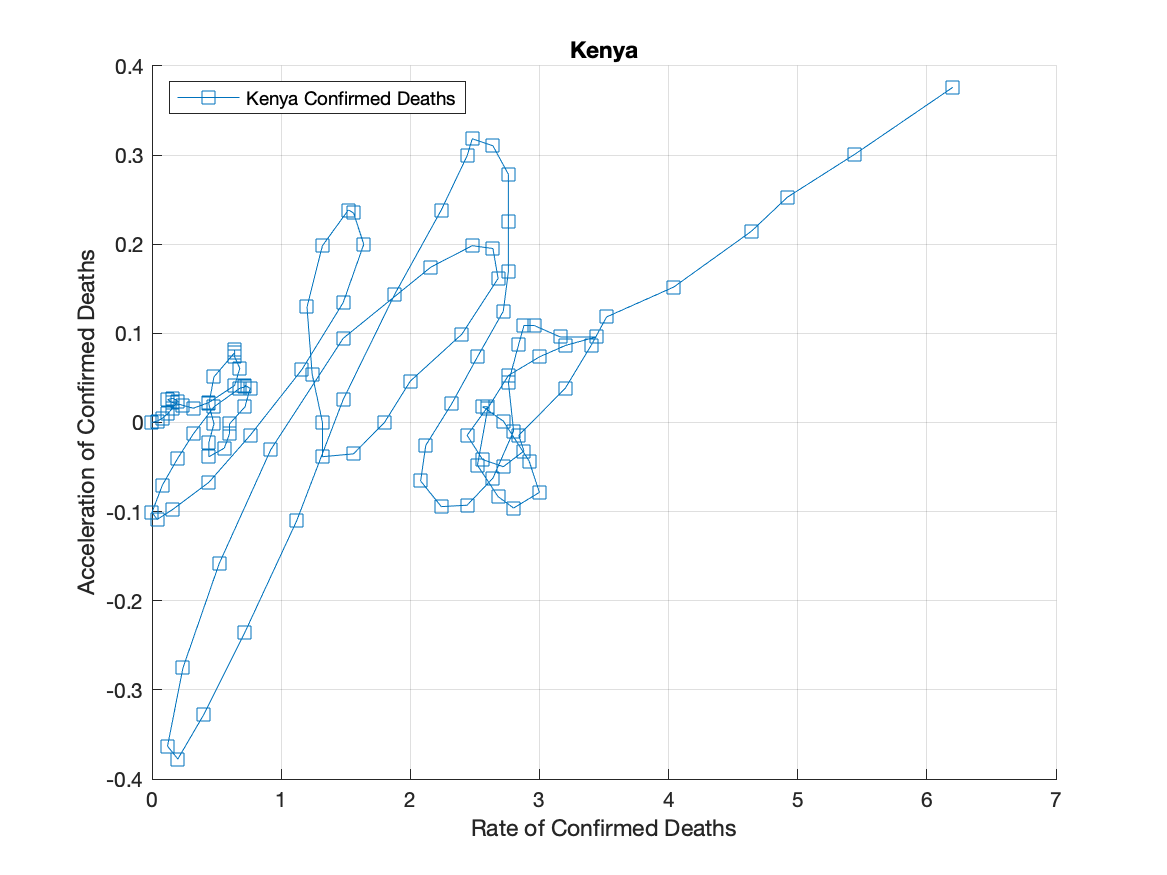 Kenya
Kenya Confirmed Deaths
Acceleration of Confirmed Deaths
0.4
0.3
0.2
0.1
0
-0.1
-0.2
-0.3
-0.4
0 1 2 3 4 5 6 7
Rate of Confirmed Deaths